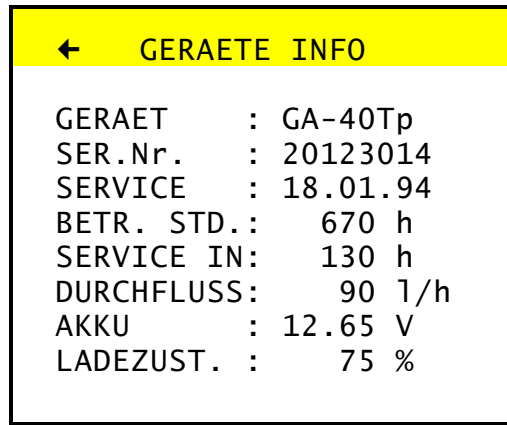 ← GERAETE INFO
GERAET : GA-40Tp
SER.Nr. : 20123014
SERVICE : 18.01.94
BETR. STD.: 670 h
SERVICE IN: 130 h
DURCHFLUSS: 90 l/h
AKKU : 12.65 V
LADEZUST. : 75 %